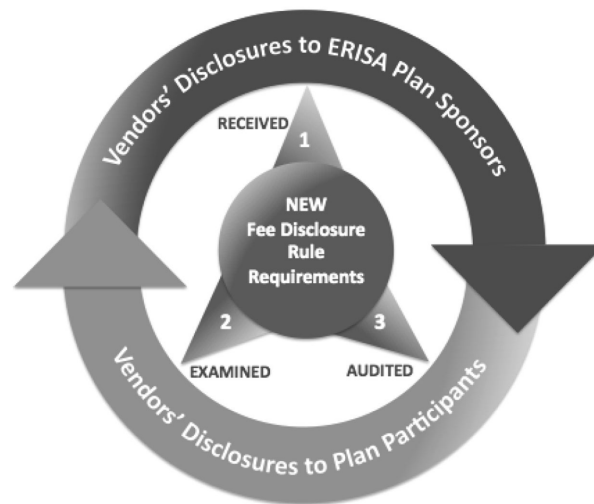 Vendors' Disclosures to ERISA Plan Sponsors
RECEIVED
1
NEW
Fee Disclosure
Rule
Requirements
2
3
EXAMINED
AUDITED
Vendors' Disclosures to Plan Participants